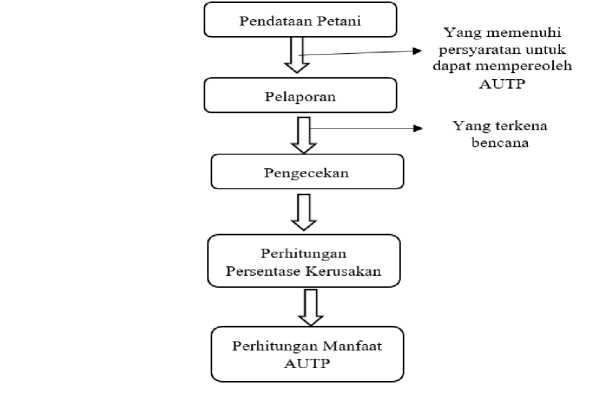 Pendataan Petani
Yang memenuhi
persyaratan untuk
dapat mempereoleh
AUTP
Pelaporan
Yang terkena
bencana
Pengecekan
Perhitungan
Persentase Kerusakan
Perhitungan Manfaat
AUTP